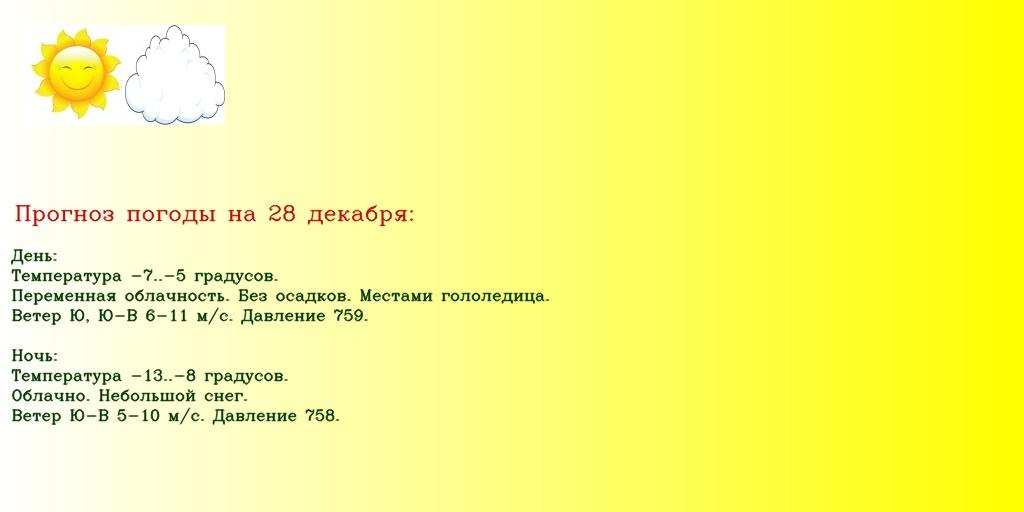 Прогноз погоды на 28 декабря:
День:
Температура -7..-5 градусов.
Переменная облачность. Без осадков. Местами гололедица.
Ветер Ю, Ю-В 6-11 м/с. Давление 759.
Ночь:
Температура -13..-8 градусов.
Облачно. Небольшой снег.
Ветер Ю-В 5-10 м/с. Давление 758.